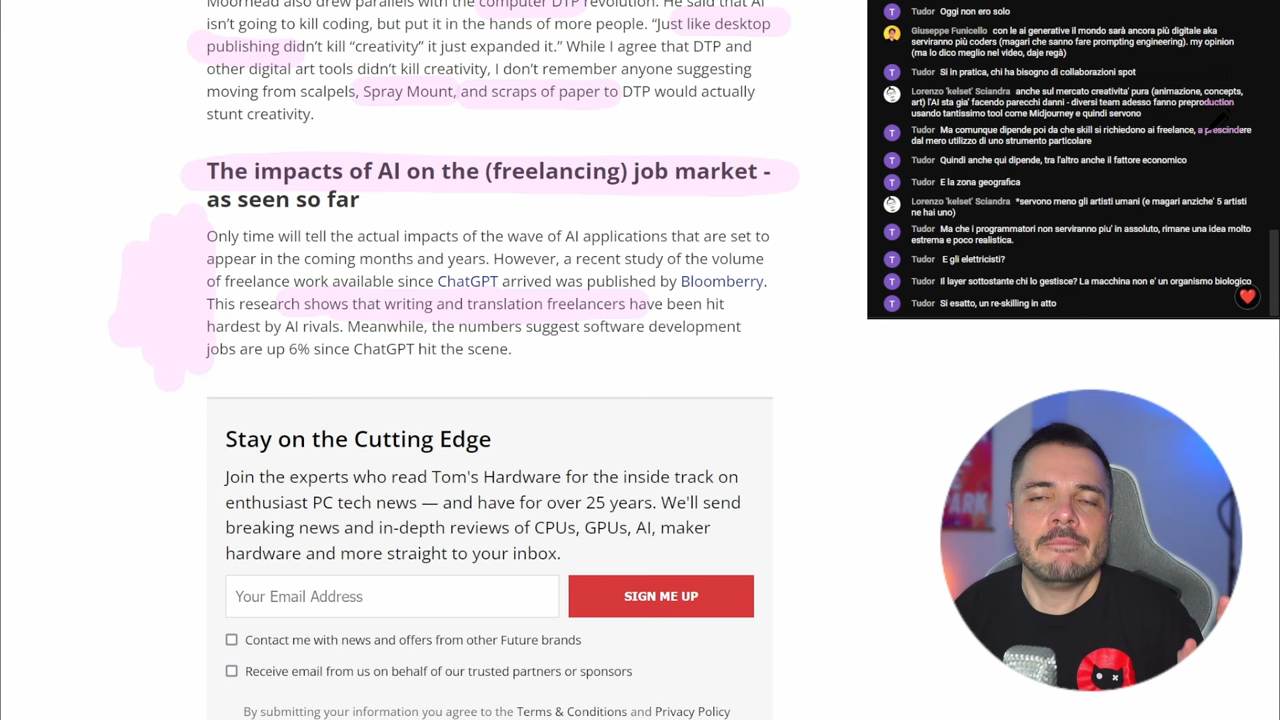 Moorhead also drew parallels with the computer DTP revolution. He said that AI
isn't going to kill coding, but put it in the hands of more people. "Just like desktop
publishing didn't kill "creativity" it just expanded it." While I agree that DTP and
other digital art tools didn't kill creativity, I don't remember anyone suggesting
moving from scalpels, Spray Mount, and scraps of paper to DTP would actually
stunt creativity.
The impacts of AI on the (freelancing) job market -
as seen so far
Only time will tell the actual impacts of the wave of AI applications that are set to
appear in the coming months and years. However, a recent study of the volume
of freelance work available since ChatGPT arrived was published by Bloomberry.
This research shows that writing and translation freelancers have been hit
hardest by AI rivals. Meanwhile, the numbers suggest software development
jobs are up 6% since ChatGPT hit the scene.
Stay on the Cutting Edge
Join the experts who read Tom's Hardware for the inside track on
enthusiast PC tech news — and have for over 25 years. We'll send
breaking news and in-depth reviews of CPUs, GPUs, AI, maker
hardware and more straight to your inbox.
Your Email Address
SIGN ME UP
Contact me with news and offers from other Future brands
Receive email from us on behalf of our trusted partners or sponsors
By submitting your information you agree to the Terms & Conditions and Privacy Policy
T Tudor Oggi non ero solo
Giuseppe Funicello con le ai generative il mondo sarà ancora più digitale aka
serviranno più coders (magari che sanno fare prompting engineering). my opinion
(ma lo dico meglio nel video, daje regà)
T Tudor Si in pratica, chi ha bisogno di collaborazioni spot
Lorenzo 'kelset' Sciandra anche sul mercato creativita' pura (animazione, concepts,
art) l'AI sta gia' facendo parecchi danni - diversi team adesso fanno preproduction
usando tantissimo tool come Midjourney e quindi servono
T Tudor Ma comunque dipende poi da che skill si richiedono ai freelance, a prescindere
dal mero utilizzo di uno strumento particolare
T Tudor Quindi anche qui dipende, tra l'altro anche il fattore economico
T Tudor E la zona geografica
Lorenzo 'kelset' Sciandra *servono meno gli artisti umani (e magari anziche' 5 artisti
ne hai uno)
T Tudor Ma che i programmatori non serviranno piu' in assoluto, rimane una idea molto
estrema e poco realistica.
T Tudor E gli elettricisti?
T Tudor Il layer sottostante chi lo gestisce? La macchina non e' un organismo biologico
T Tudor Si esatto, un re-skilling in atto